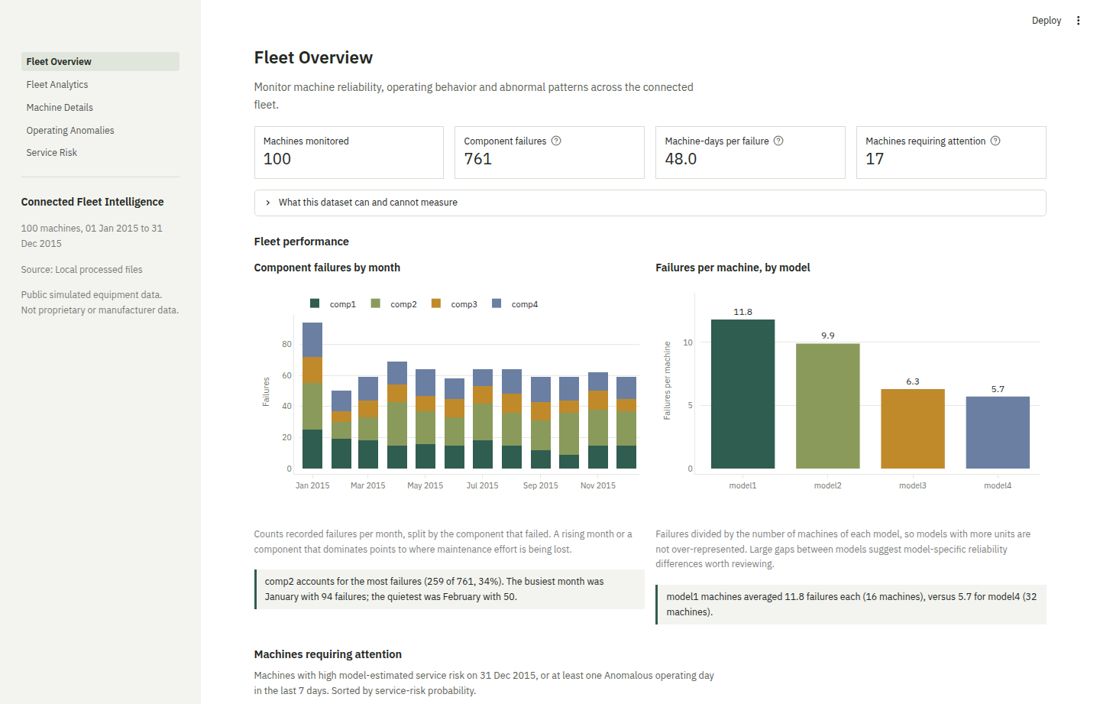 Deploy
Fleet Overview
Fleet Analytics
Machine Details
Operating Anomalies
Service Risk
Connected Fleet Intelligence
100 machines, 01 Jan 2015 to 31
Dec 2015
Source: Local processed files
Public simulated equipment data.
Not proprietary or manufacturer data.
Fleet Overview
Monitor machine reliability, operating behavior and abnormal patterns across the connected
fleet.
Machines monitored
100
Component failures
761
Machine-days per failure
48.0
Machines requiring attention
17
What this dataset can and cannot measure
Fleet performance
Component failures by month
comp1 comp2 comp3 comp4
Failures
80
60
40
20
0
Jan 2015 Mar 2015 May 2015 Jul 2015 Sep 2015 Nov 2015
Counts recorded failures per month, split by the component that failed. A rising month or a
component that dominates points to where maintenance effort is being lost.
comp2 accounts for the most failures (259 of 761, 34%). The busiest month was
January with 94 failures; the quietest was February with 50.
Failures per machine, by model
Failures per machine
10
5
0
11.8
9.9
6.3
5.7
model1 model2 model3 model4
Failures divided by the number of machines of each model, so models with more units are
not over-represented. Large gaps between models suggest model-specific reliability
differences worth reviewing.
model1 machines averaged 11.8 failures each (16 machines), versus 5.7 for model4 (32
machines).
Machines requiring attention
Machines with high model-estimated service risk on 31 Dec 2015, or at least one Anomalous operating day
in the last 7 days. Sorted by service-risk probability.